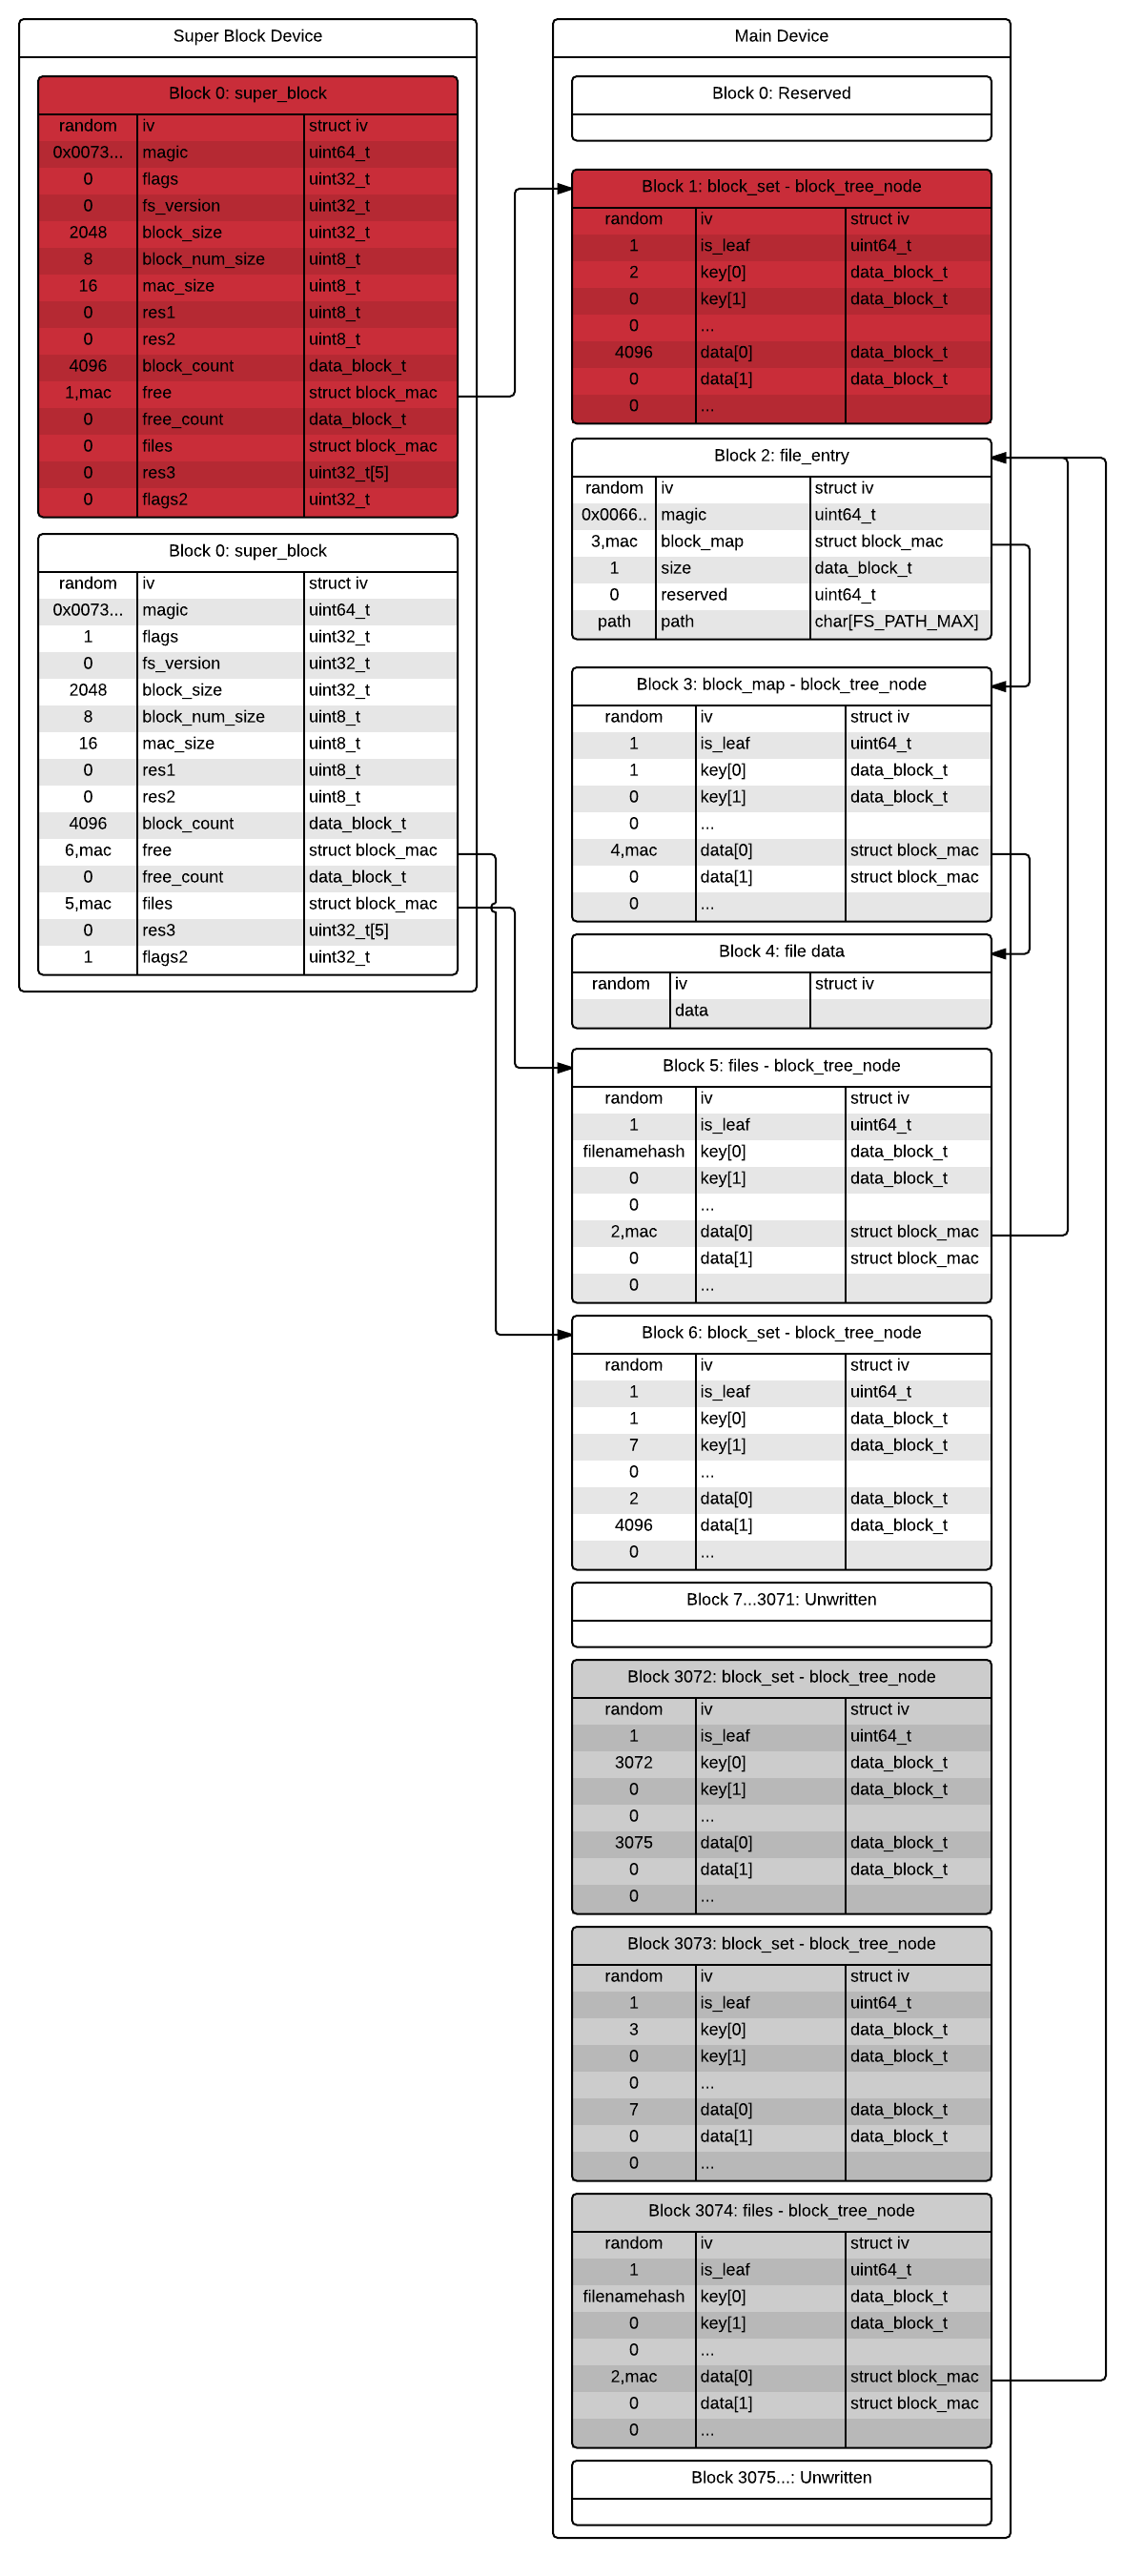 Super Block Device
Block 0: super_block
random iv struct iv
0x0073... magic uint64_t
0 flags uint32_t
0 fs_version uint32_t
2048 block_size uint32_t
8 block_num_size uint8_t
16 mac_size uint8_t
0 res1 uint8_t
0 res2 uint8_t
4096 block_count data_block_t
1,mac free struct block_mac
0 free_count data_block_t
0 files struct block_mac
0 res3 uint32_t[5]
0 flags2 uint32_t
Block 0: super_block
random iv struct iv
0x0073... magic uint64_t
1 flags uint32_t
0 fs_version uint32_t
2048 block_size uint32_t
8 block_num_size uint8_t
16 mac_size uint8_t
0 res1 uint8_t
0 res2 uint8_t
4096 block_count data_block_t
6,mac free struct block_mac
0 free_count data_block_t
5,mac files struct block_mac
0 res3 uint32_t[5]
1 flags2 uint32_t
Main Device
Block 0: Reserved
Block 1: block_set - block_tree_node
random iv struct iv
1 is_leaf uint64_t
2 key[0] data_block_t
0 key[1] data_block_t
0 ...
4096 data[0] data_block_t
0 data[1] data_block_t
0 ...
Block 2: file_entry
random iv struct iv
0x0066.. magic uint64_t
3,mac block_map struct block_mac
1 size data_block_t
0 reserved uint64_t
path path char[FS_PATH_MAX]
Block 3: block_map - block_tree_node
random iv struct iv
1 is_leaf uint64_t
1 key[0] data_block_t
0 key[1] data_block_t
0 ...
4,mac data[0] struct block_mac
0 data[1] struct block_mac
0 ...
Block 4: file data
random iv struct iv
data
Block 5: files - block_tree_node
random iv struct iv
1 is_leaf uint64_t
filenamehash key[0] data_block_t
0 key[1] data_block_t
0 ...
2,mac data[0] struct block_mac
0 data[1] struct block_mac
0 ...
Block 6: block_set - block_tree_node
random iv struct iv
1 is_leaf uint64_t
1 key[0] data_block_t
7 key[1] data_block_t
0 ...
2 data[0] data_block_t
4096 data[1] data_block_t
0 ...
Block 7...3071: Unwritten
Block 3072: block_set - block_tree_node
random iv struct iv
1 is_leaf uint64_t
3072 key[0] data_block_t
0 key[1] data_block_t
0 ...
3075 data[0] data_block_t
0 data[1] data_block_t
0 ...
Block 3073: block_set - block_tree_node
random iv struct iv
1 is_leaf uint64_t
3 key[0] data_block_t
0 key[1] data_block_t
0 ...
7 data[0] data_block_t
0 data[1] data_block_t
0 ...
Block 3074: files - block_tree_node
random iv struct iv
1 is_leaf uint64_t
filenamehash key[0] data_block_t
0 key[1] data_block_t
0 ...
2,mac data[0] struct block_mac
0 data[1] struct block_mac
0 ...
Block 3075...: Unwritten